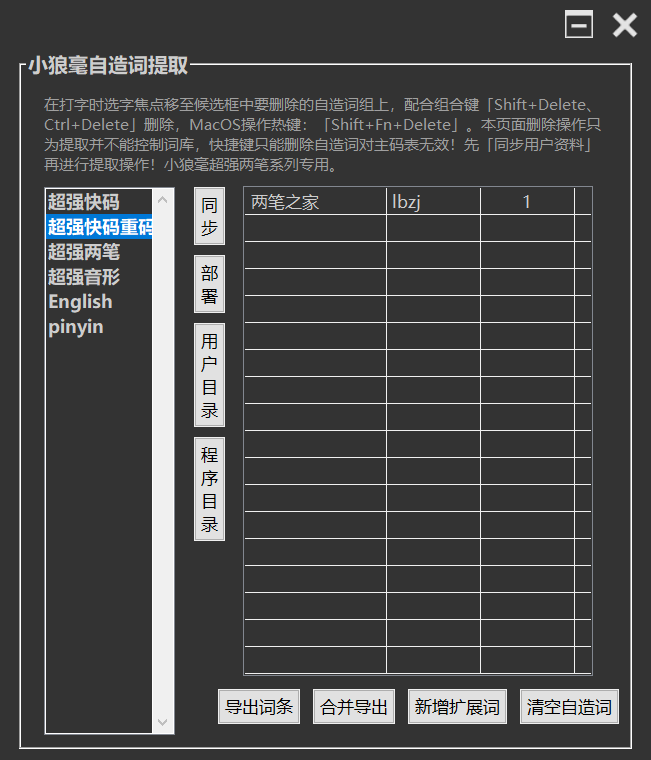 小狼毫自造词提取
在打字时选字焦点移至候选框中要删除的自造词组上，配合组合键「Shift+Delete、
Ctrl+Delete」删除，MacOS操作热键：「Shift+Fn+Delete」。本页面删除操作只
为提取并不能控制词库，快捷键只能删除自造词对主码表无效！先「同步用户资料」
再进行提取操作！小狼毫超强两笔系列专用。
超强快码
超强快码重码
超强两笔
超强音形
English
pinyin
同步
部署
用户目录
程序目录
两笔之家 lbzj 1
导出词条 合并导出 新增扩展词 清空自造词